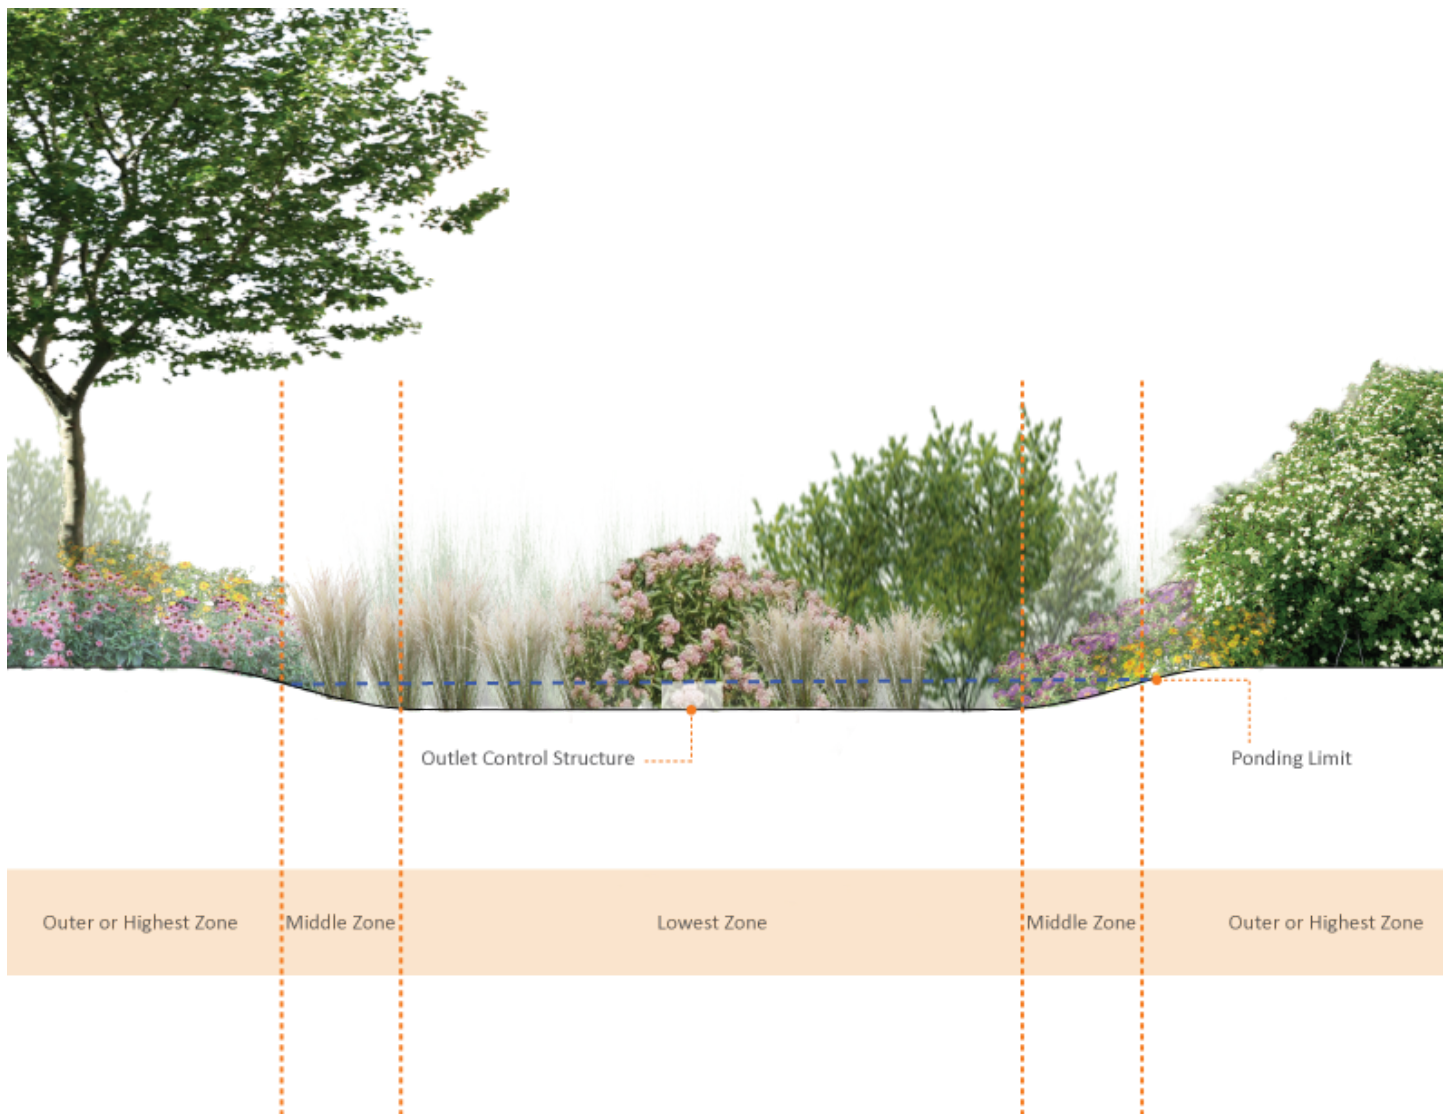 Outlet Control Structure
Ponding Limit
Outer or Highest Zone
Middle Zone
Lowest Zone
Middle Zone
Outer or Highest Zone